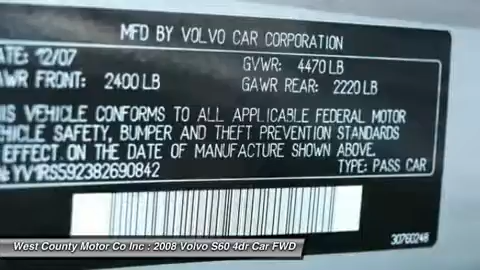 MFD BY VOLVO CAR CORPORATION
ATE: 12/07 GVWR: 4470 LB
AWR FRONT: 2400 LB GAWR REAR: 2220 LB
IS VEHICLE CONFORMS TO ALL APPLICABLE FEDERAL MOTOR
EHICLE SAFETY, BUMPER AND THEFT PREVENTION STANDARDS
EFFECT ON THE DATE OF MANUFACTURE SHOWN ABOVE.
YV1RS592382690842 TYPE: PASS CAR
30760248
West County Motor Co Inc : 2008 Volvo S60 4dr Car FWD